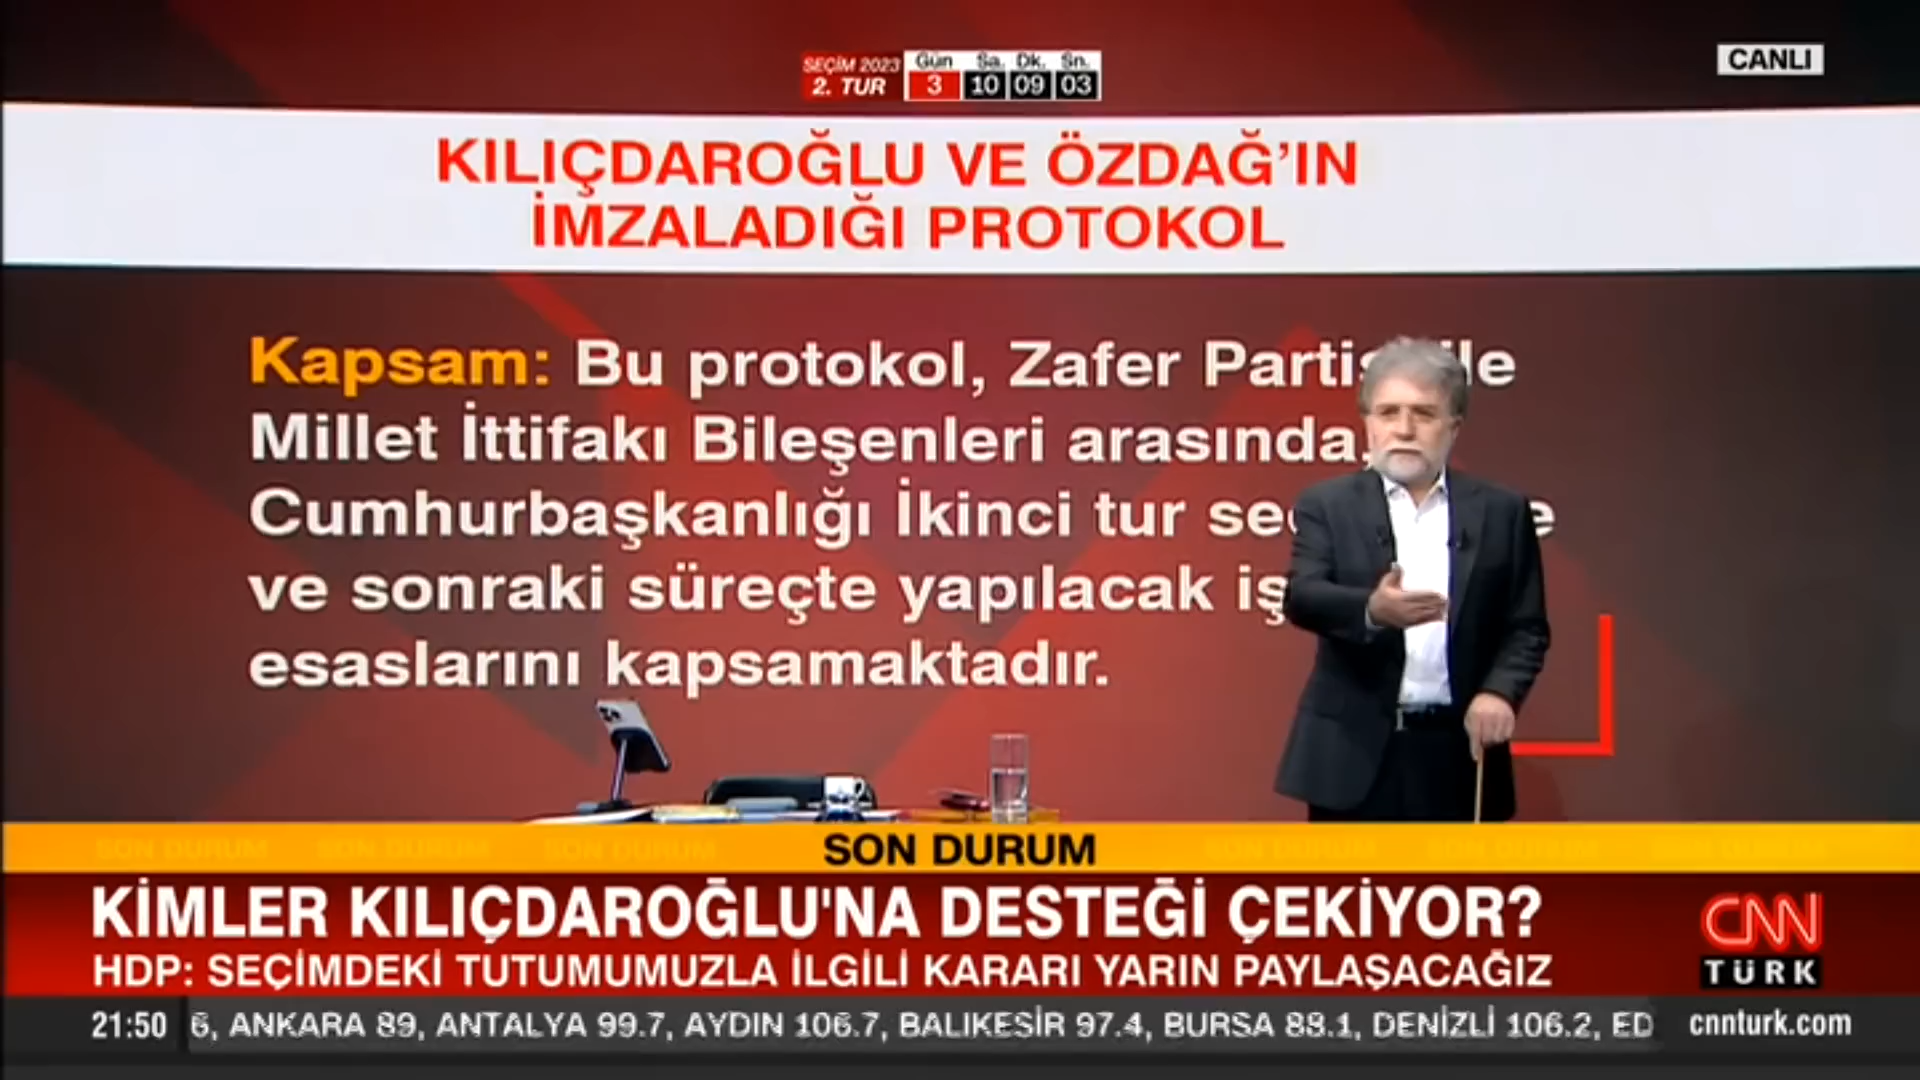 SEÇİM 2023
2. TUR
Gün Sa. Dk. Sn.
3 10 09 03
CANLI
KILIÇDAROĞLU VE ÖZDAĞ’IN
İMZALADIĞI PROTOKOL
Kapsam: Bu protokol, Zafer
Millet İttifakı Bileşenleri arasında,
Cumhurbaşkanlığı İkinci tur
ve sonraki süreçte yapılacak
esaslarını kapsamaktadır.
SON DURUM
KİMLER KILIÇDAROĞLU'NA DESTEĞİ ÇEKİYOR?
HDP: SEÇİMDEKİ TUTUMUMUZLA İLGİLİ KARARI YARIN PAYLAŞACAĞIZ
CNN
TÜRK
21:50 6, ANKARA 89, ANTALYA 99.7, AYDIN 106.7, BALIKESİR 97.4, BURSA 88.1, DENİZLİ 106.2, ED cnnturk.com